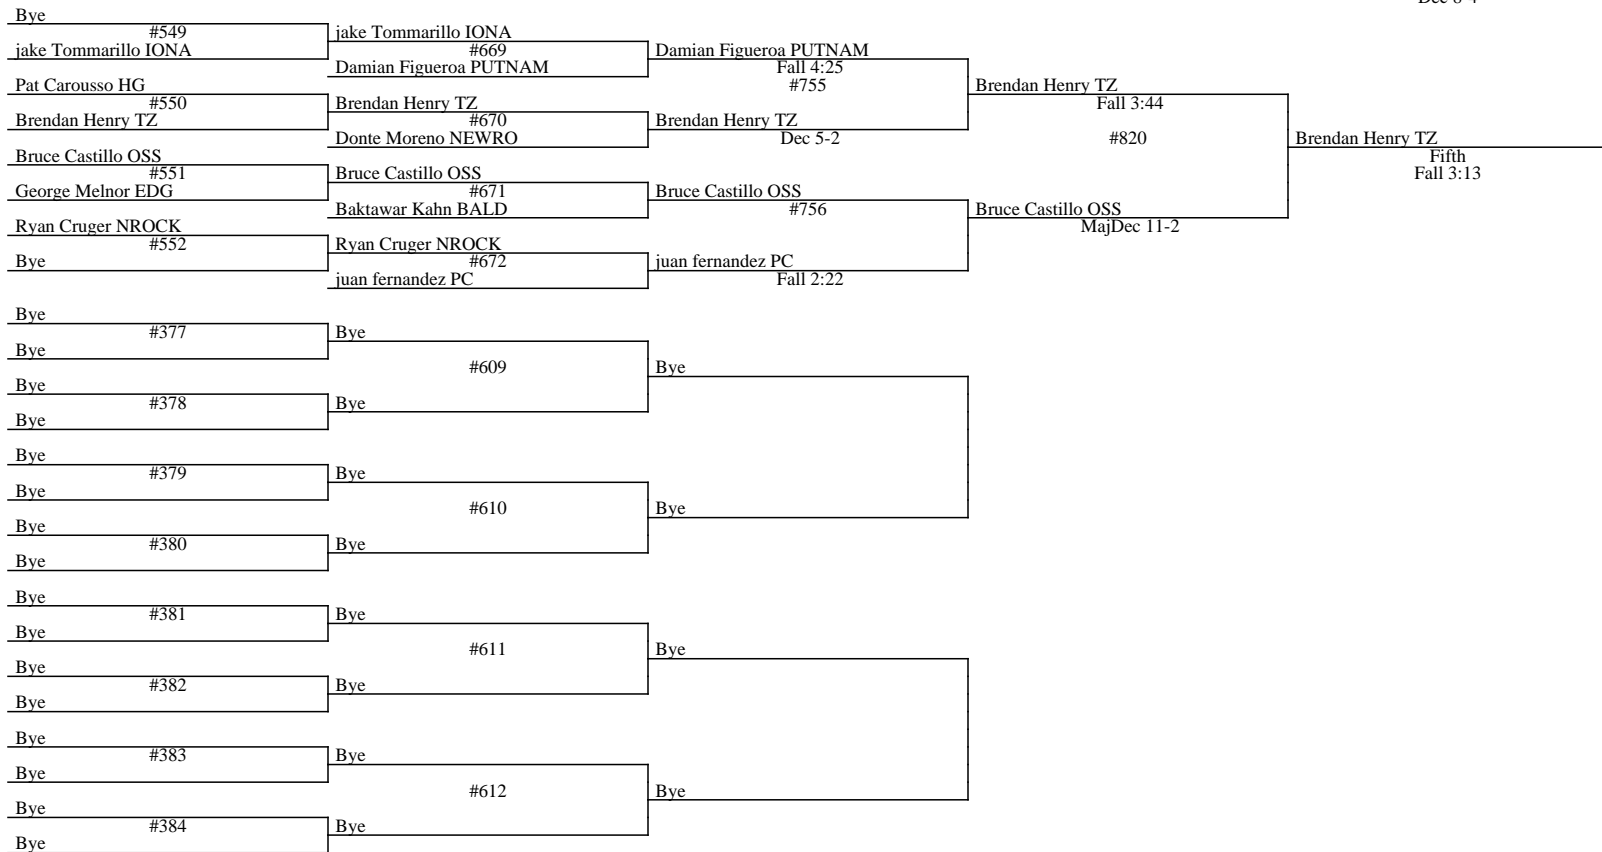 Dec 6-4
Bye
#549
jake Tommarillo IONA
jake Tommarillo IONA
#669
Damian Figueroa PUTNAM
Damian Figueroa PUTNAM
Fall 4:25
#755
Pat Carousso HG
#550
Brendan Henry TZ
Brendan Henry TZ
#670
Donte Moreno NEWRO
Brendan Henry TZ
Dec 5-2
Brendan Henry TZ
Fall 3:44
#820
Brendan Henry TZ
Fifth
Fall 3:13
Bruce Castillo OSS
#551
George Melnor EDG
Bruce Castillo OSS
#671
Baktawar Kahn BALD
Bruce Castillo OSS
#756
Bruce Castillo OSS
MajDec 11-2
Ryan Cruger NROCK
#552
Bye
Ryan Cruger NROCK
#672
juan fernandez PC
juan fernandez PC
Fall 2:22
Bye
#377
Bye
Bye
#609
Bye
Bye
#378
Bye
Bye
Bye
#379
Bye
Bye
#610
Bye
Bye
#380
Bye
Bye
Bye
#381
Bye
Bye
#611
Bye
Bye
#382
Bye
Bye
Bye
#383
Bye
Bye
#612
Bye
Bye
#384
Bye
Bye